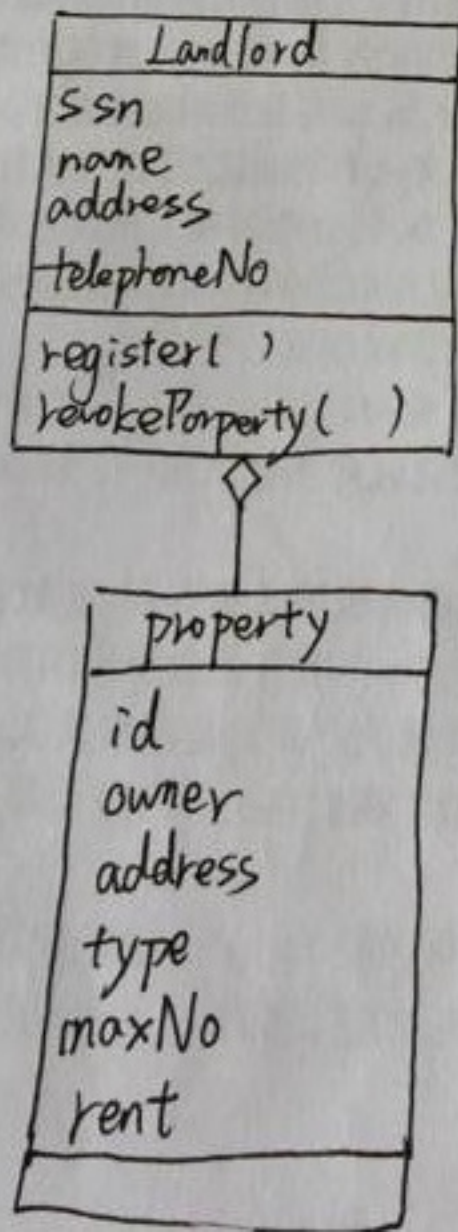 Landlord
ssn
name
address
telephoneNo
register( )
revokePorperty( )
property
id
owner
address
type
maxNo
rent